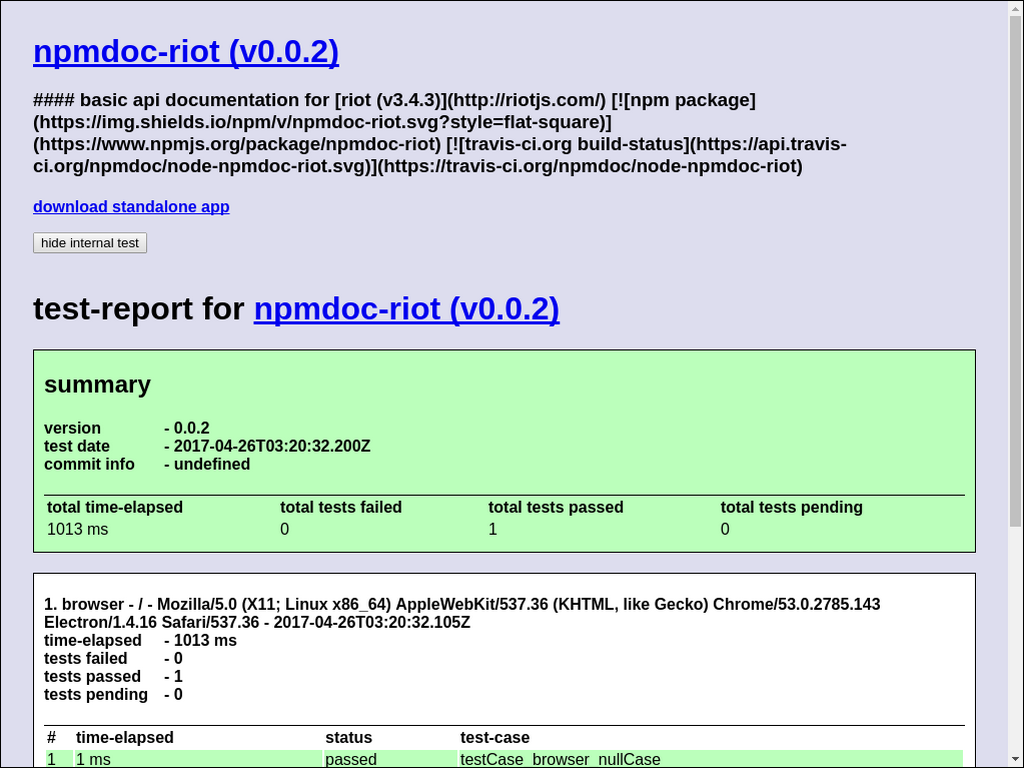 npmdoc-riot (v0.0.2)
#### basic api documentation for [riot (v3.4.3)](http://riotjs.com/) [![npm package]
(https://img.shields.io/npm/v/npmdoc-riot.svg?style=flat-square)]
(https://www.npmjs.org/package/npmdoc-riot) [![travis-ci.org build-status](https://api.travis-
ci.org/npmdoc/node-npmdoc-riot.svg)](https://travis-ci.org/npmdoc/node-npmdoc-riot)
download standalone app
hide internal test
test-report for npmdoc-riot (v0.0.2)
summary
version - 0.0.2
test date - 2017-04-26T03:20:32.200Z
commit info - undefined
total time-elapsed total tests failed total tests passed total tests pending
1013 ms 0 1 0
1. browser - / - Mozilla/5.0 (X11; Linux x86_64) AppleWebKit/537.36 (KHTML, like Gecko) Chrome/53.0.2785.143
Electron/1.4.16 Safari/537.36 - 2017-04-26T03:20:32.105Z
time-elapsed - 1013 ms
tests failed - 0
tests passed - 1
tests pending - 0
# time-elapsed status test-case
1 1 ms passed testCase_browser_nullCase